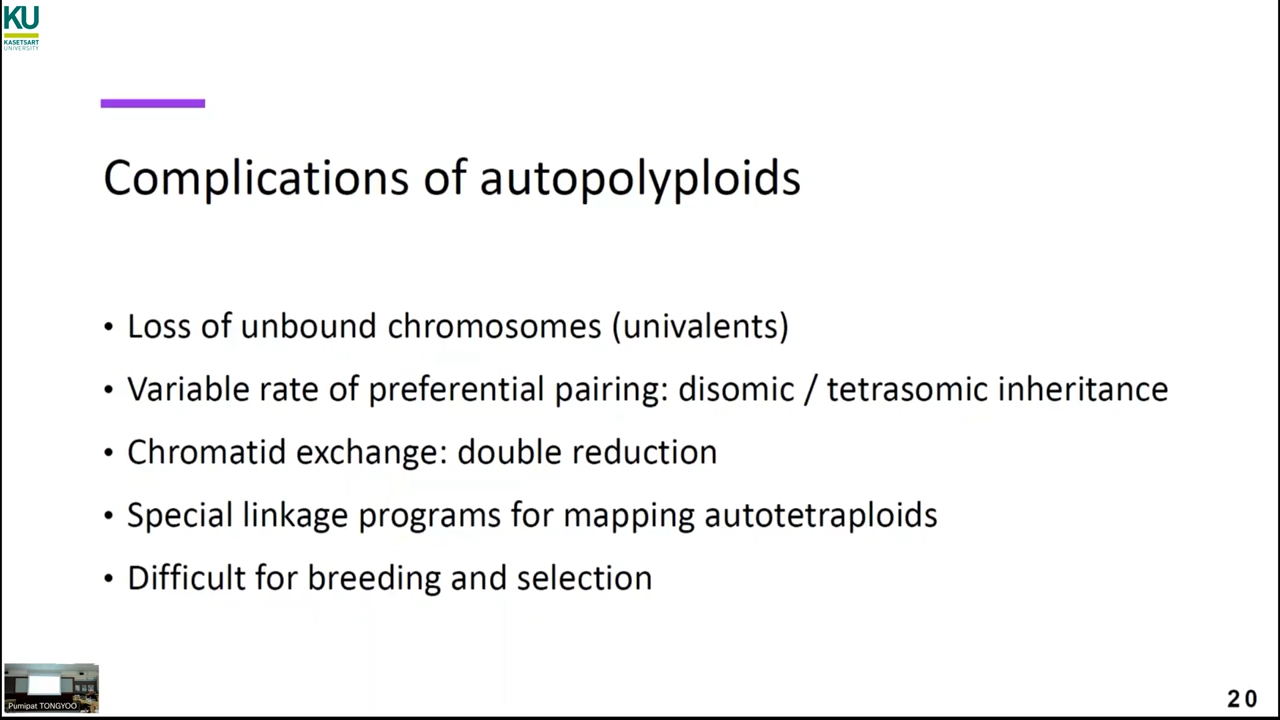 KU
KASETSART
UNIVERSITY
Complications of autopolyploids
• Loss of unbound chromosomes (univalents)
• Variable rate of preferential pairing: disomic / tetrasomic inheritance
• Chromatid exchange: double reduction
• Special linkage programs for mapping autotetraploids
• Difficult for breeding and selection
Pumipat TONGYOO
20